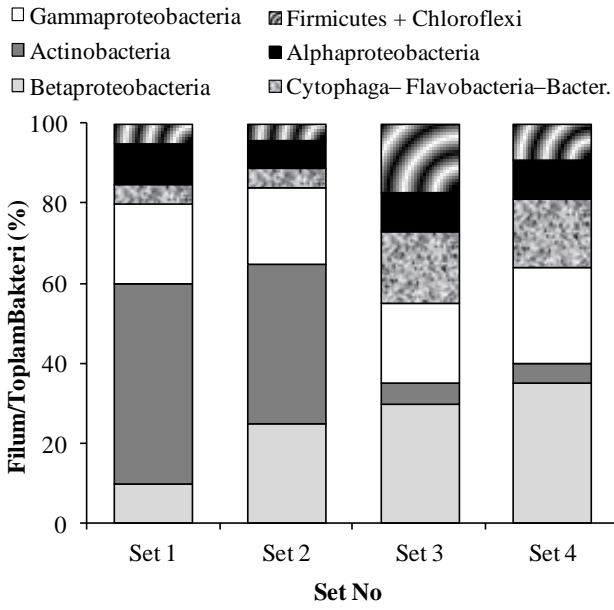 Gammaproteobacteria Firmicutes + Chloroflexi
Actinobacteria Alphaproteobacteria
Betaproteobacteria Cytophaga– Flavobacteria–Bacter.
100
80
60
40
20
0
Filum/ToplamBakteri (%)
Set 1 Set 2 Set 3 Set 4
Set No